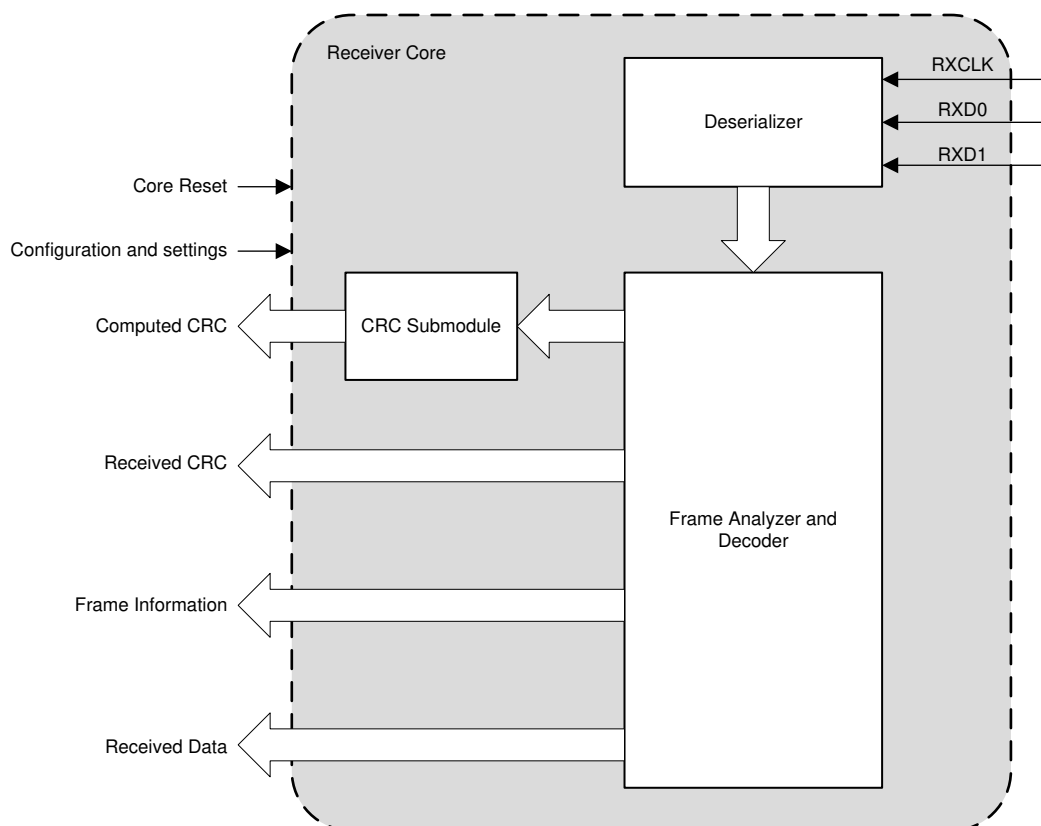 Receiver Core
RXCLK
RXD0
RXD1
Deserializer
Core Reset
Configuration and settings
Computed CRC
CRC Submodule
Received CRC
Frame Analyzer and
Decoder
Frame Information
Received Data